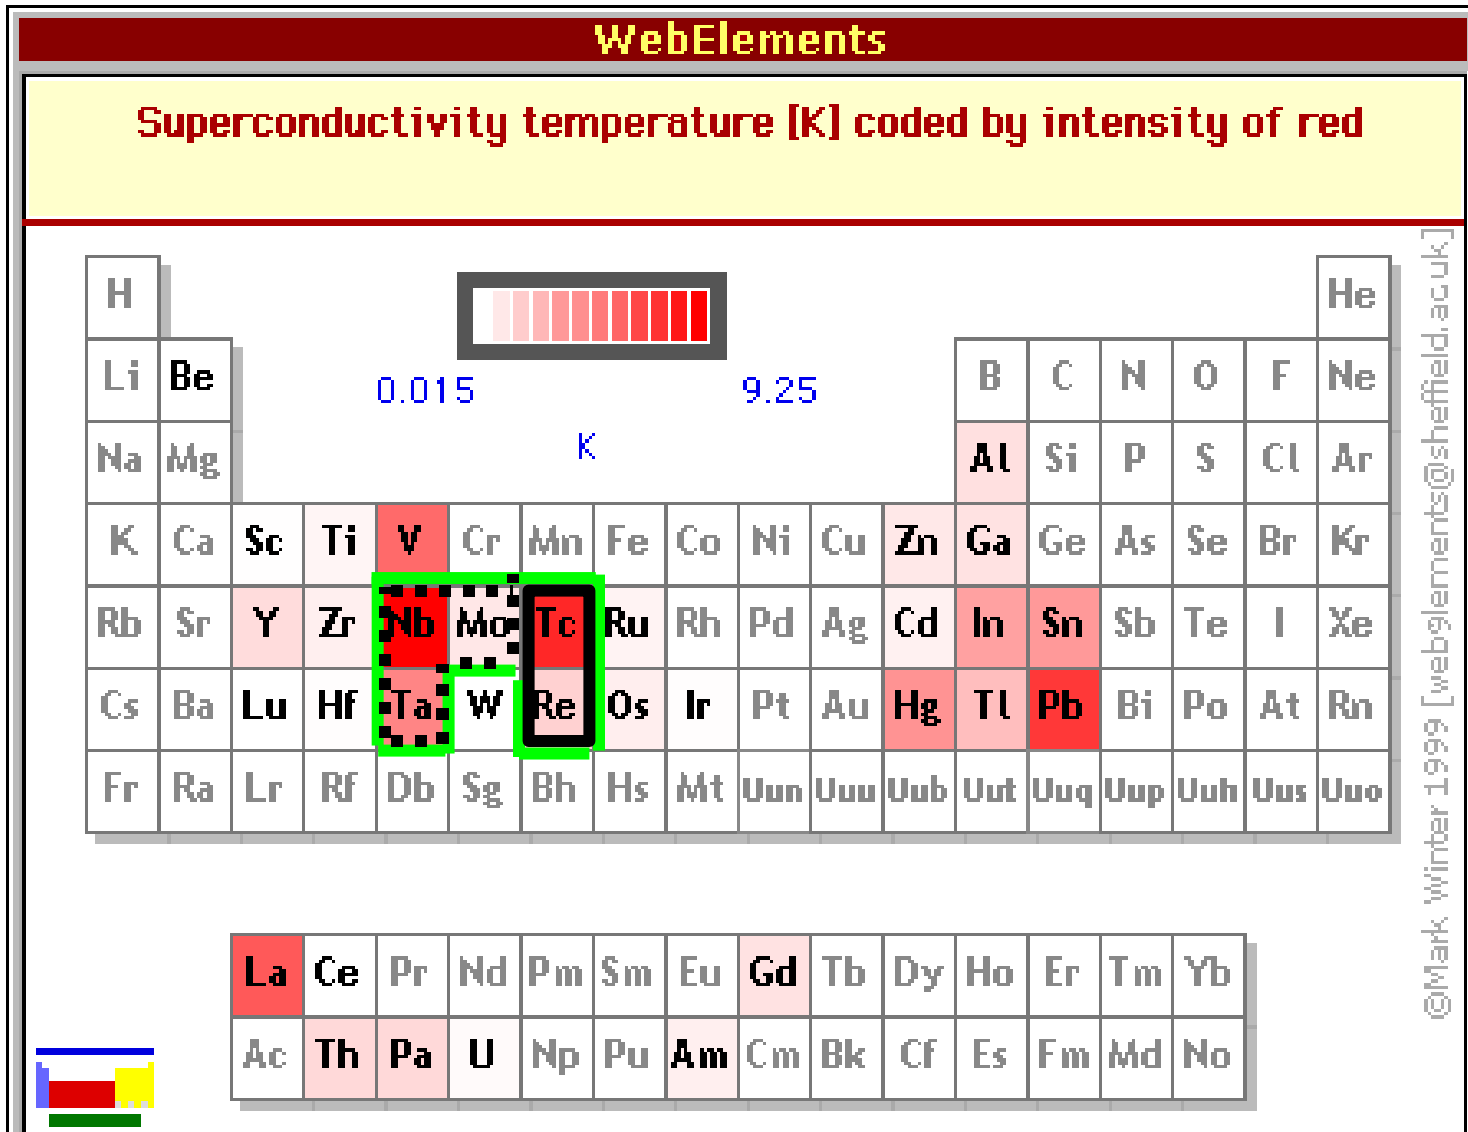 WebElements
Superconductivity temperature [K] coded by intensity of red
H He
Li Be 0.015 9.25 B C N O F Ne
K
Na Mg Al Si P S Cl Ar
K Ca Sc Ti V Cr Mn Fe Co Ni Cu Zn Ga Ge As Se Br Kr
Rb Sr Y Zr Nb Mo Tc Ru Rh Pd Ag Cd In Sn Sb Te I Xe
Cs Ba Lu Hf Ta W Re Os Ir Pt Au Hg Tl Pb Bi Po At Rn
Fr Ra Lr Rf Db Sg Bh Hs Mt Uun Uuu Uub Uut Uuq Uup Uuh Uus Uuo
La Ce Pr Nd Pm Sm Eu Gd Tb Dy Ho Er Tm Yb
Ac Th Pa U Np Pu Am Cm Bk Cf Es Fm Md No
©Mark Winter 1999 [webelements@sheffield.ac.uk]